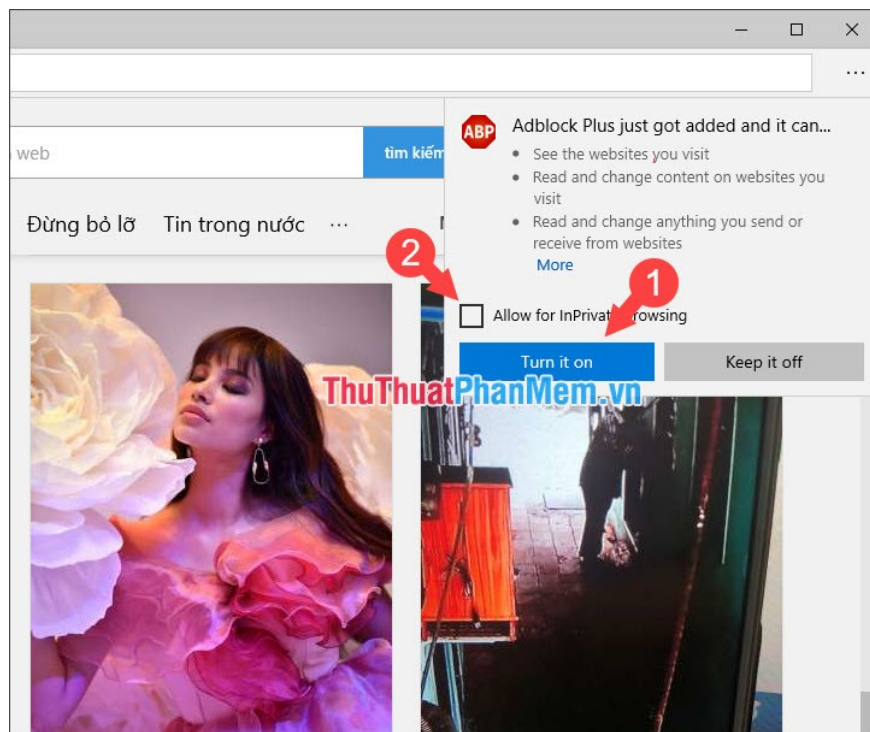 ...
ABP
Adblock Plus just got added and it can...
• See the websites you visit
• Read and change content on websites you
visit
• Read and change anything you send or
receive from websites
More
web
tìm kiếm
Đừng bỏ lỡ Tin trong nước ...
2
1
Allow for InPrivate Browsing
Turn it on
Keep it off
ThuThuatPhanMem.vn